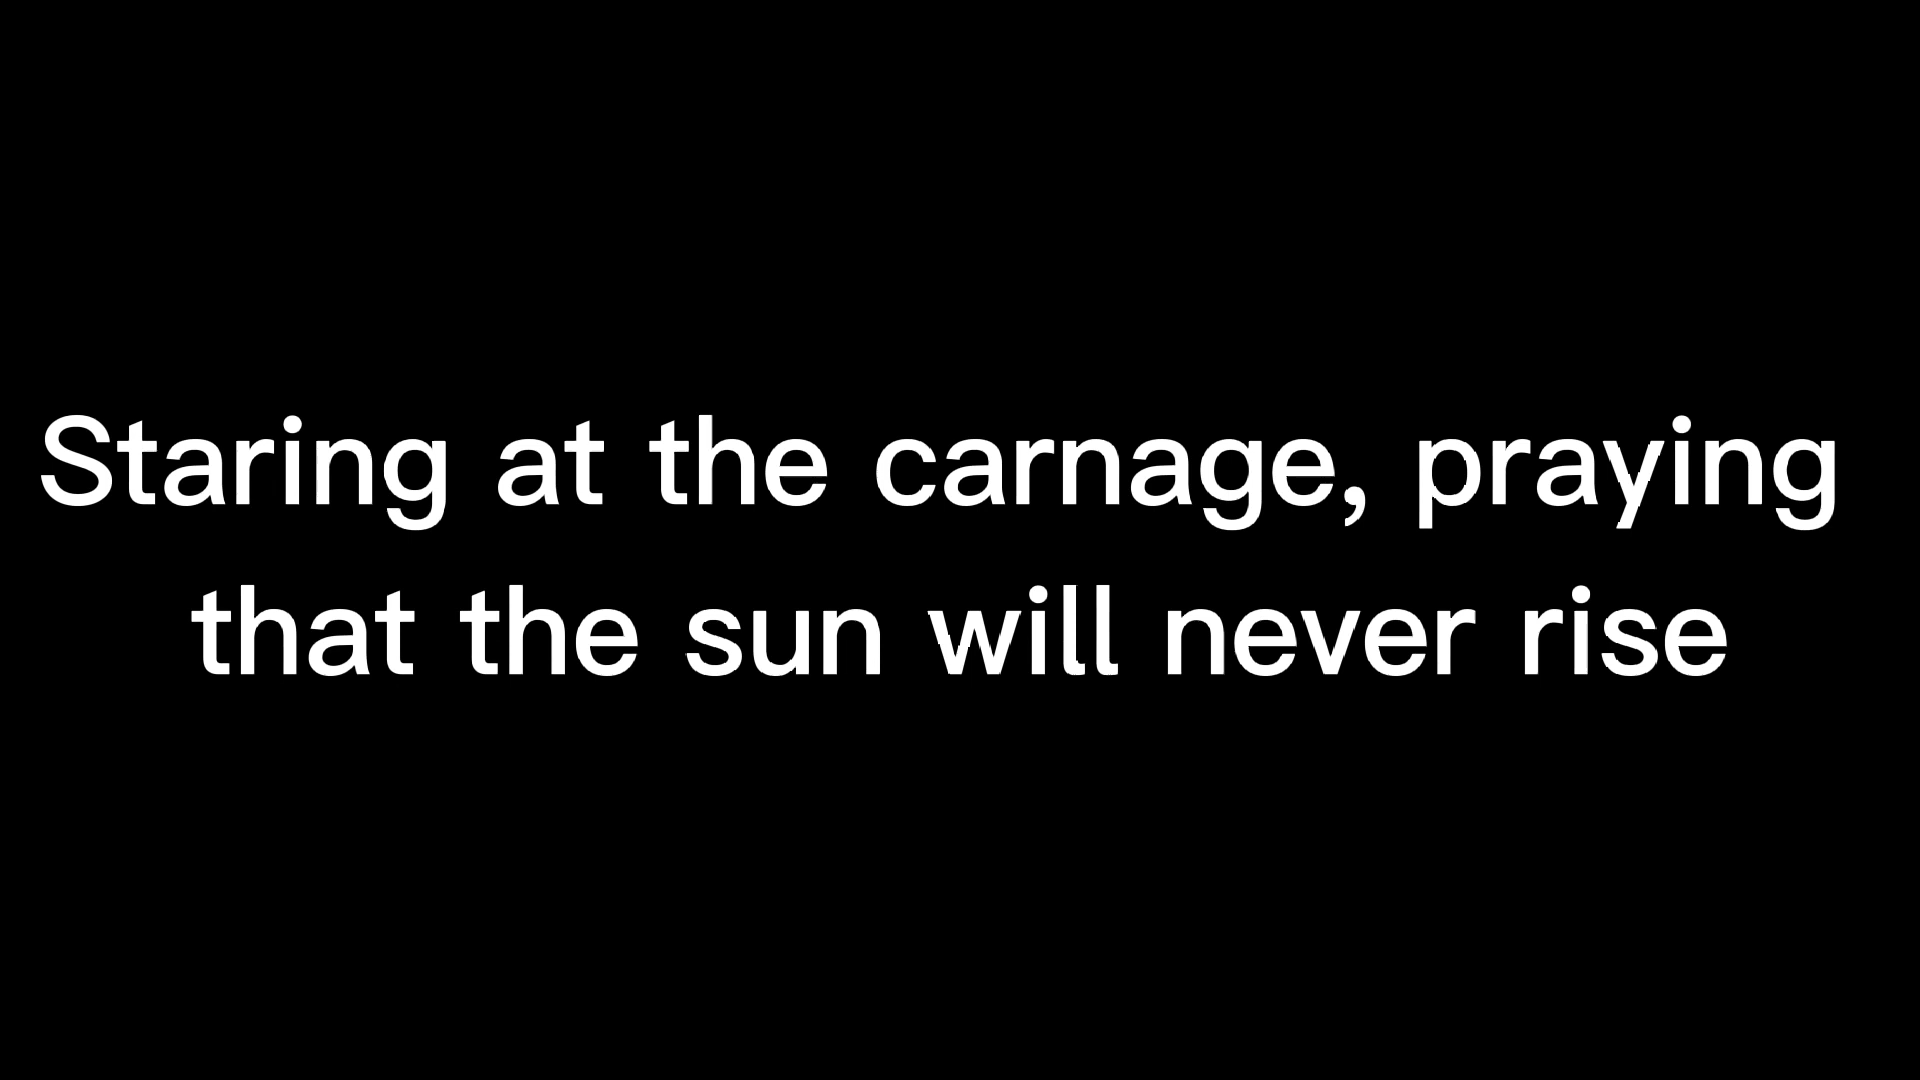 Staring at the carnage, praying
that the sun will never rise